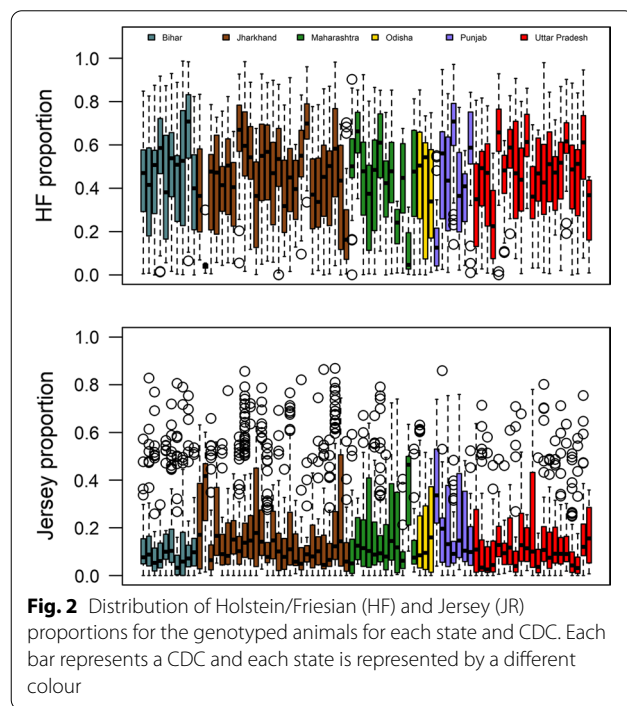 Bihar Jharkhand Maharashtra Odisha Punjab Uttar Pradesh
HF proportion
1.0
0.8
0.6
0.4
0.2
0.0
Jersey proportion
1.0
0.8
0.6
0.4
0.2
0.0
Fig. 2 Distribution of Holstein/Friesian (HF) and Jersey (JR)
proportions for the genotyped animals for each state and CDC. Each
bar represents a CDC and each state is represented by a different
colour